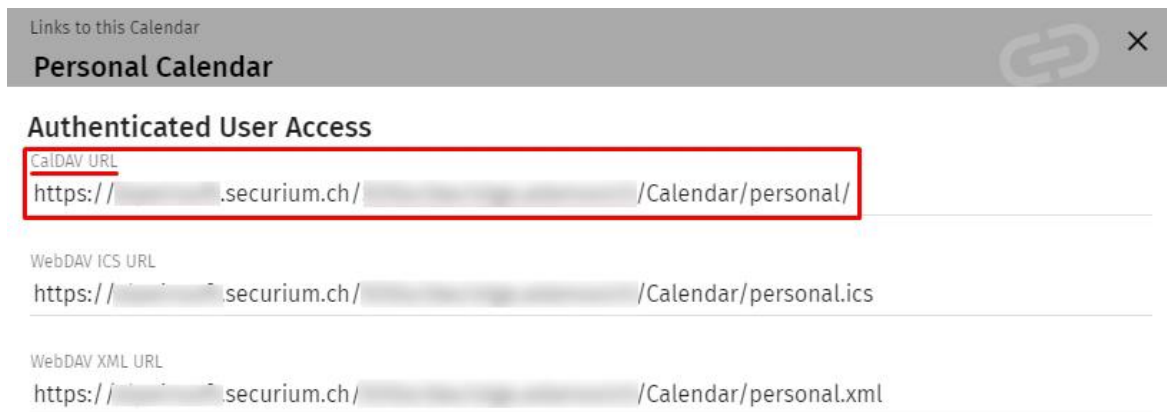 Links to this Calendar
Personal Calendar
Authenticated User Access
CalDAV URL
https:// .securium.ch/ /Calendar/personal/
WebDAV ICS URL
https:// .securium.ch/ /Calendar/personal.ics
WebDAV XML URL
https:// .securium.ch/ /Calendar/personal.xml